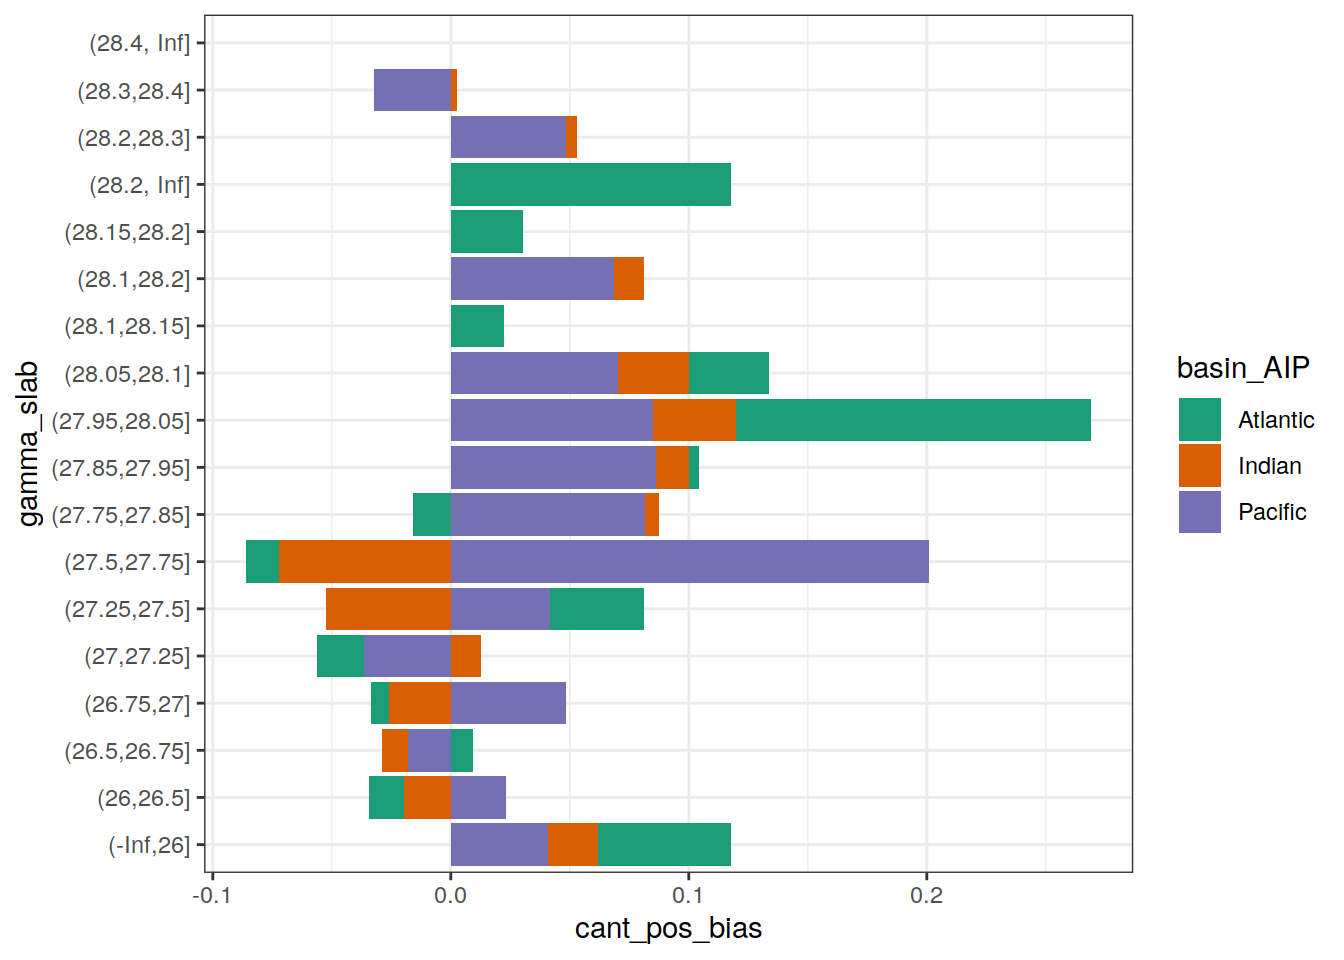 (28.4, Inf]
(28.3,28.4]
(28.2,28.3]
(28.2, Inf]
(28.15,28.2]
(28.1,28.2]
(28.1,28.15]
(28.05,28.1]
(27.95,28.05]
(27.85,27.95]
(27.75,27.85]
(27.5,27.75]
(27.25,27.5]
(27,27.25]
(26.75,27]
(26.5,26.75]
(26,26.5]
(-Inf,26]
gamma_slab
-0.1 0.0 0.1 0.2
cant_pos_bias
basin_AIP
Atlantic
Indian
Pacific